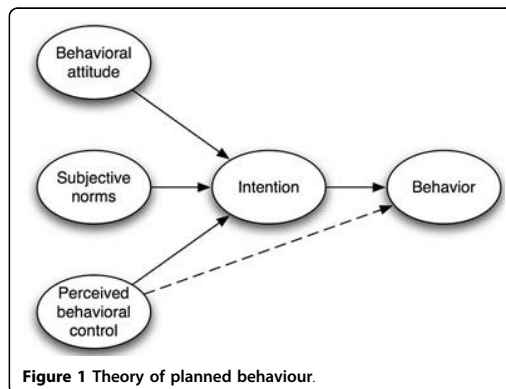 Behavioral
attitude
Subjective
norms
Intention
Behavior
Perceived
behavioral
control
Figure 1 Theory of planned behaviour.